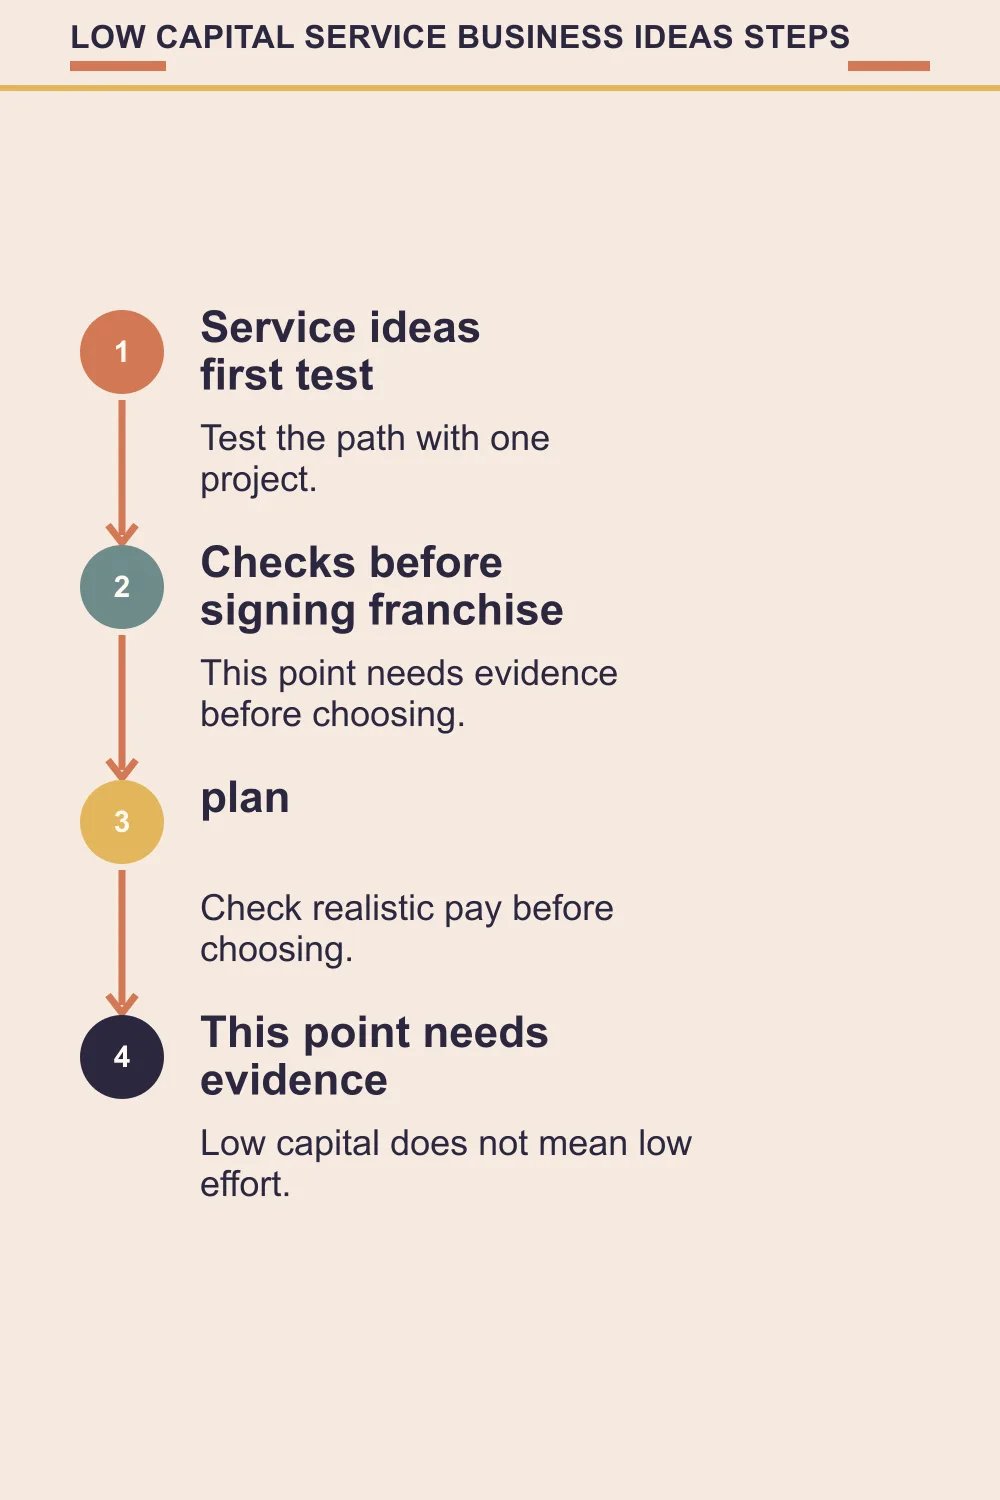 LOW CAPITAL SERVICE BUSINESS IDEAS STEPS
1
Service ideas
first test
Test the path with one
project.
2
Checks before
signing franchise
This point needs evidence
before choosing.
3
plan
Check realistic pay before
choosing.
4
This point needs
evidence
Low capital does not mean low
effort.